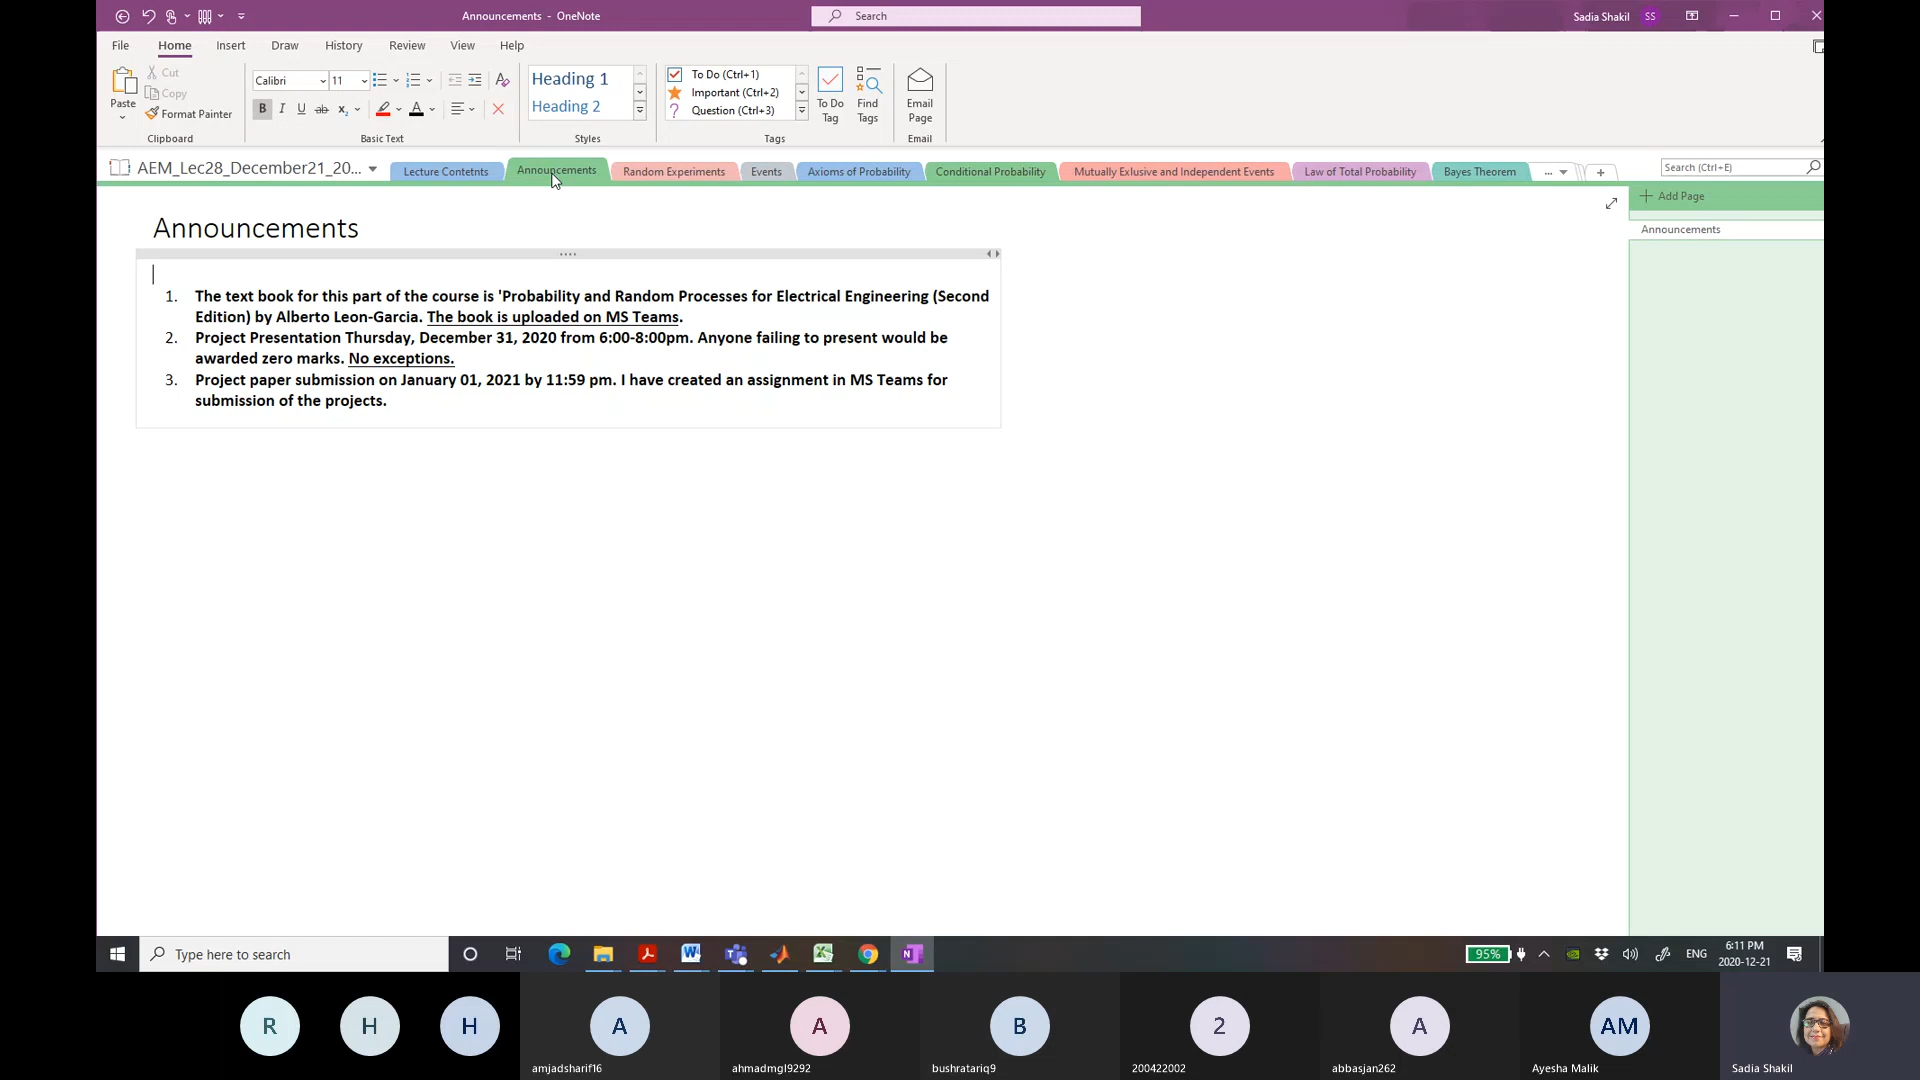 Announcements - OneNote
Search
Sadia Shakil SS
File Home Insert Draw History Review View Help
Paste
Cut
Copy
Format Painter
Clipboard
Calibri 11
Basic Text
Heading 1
Heading 2
Styles
To Do (Ctrl+1)
Important (Ctrl+2)
Question (Ctrl+3)
Tags
To Do
Tag
Find
Tags
Email
Page
Email
AEM_Lec28_December21_20... Lecture Contetnts Announcements Random Experiments Events Axioms of Probability Conditional Probability Mutually Exlusive and Independent Events Law of Total Probability Bayes Theorem ...
Search (Ctrl+E)
Add Page
Announcements
Announcements
1. The text book for this part of the course is 'Probability and Random Processes for Electrical Engineering (Second
Edition) by Alberto Leon-Garcia. The book is uploaded on MS Teams.
2. Project Presentation Thursday, December 31, 2020 from 6:00-8:00pm. Anyone failing to present would be
awarded zero marks. No exceptions.
3. Project paper submission on January 01, 2021 by 11:59 pm. I have created an assignment in MS Teams for
submission of the projects.
Type here to search
95%
ENG
6:11 PM
2020-12-21
R H H A A B 2 A AM
amjadsharif16 ahmadmgl9292 bushratariq9 200422002 abbasjan262 Ayesha Malik Sadia Shakil